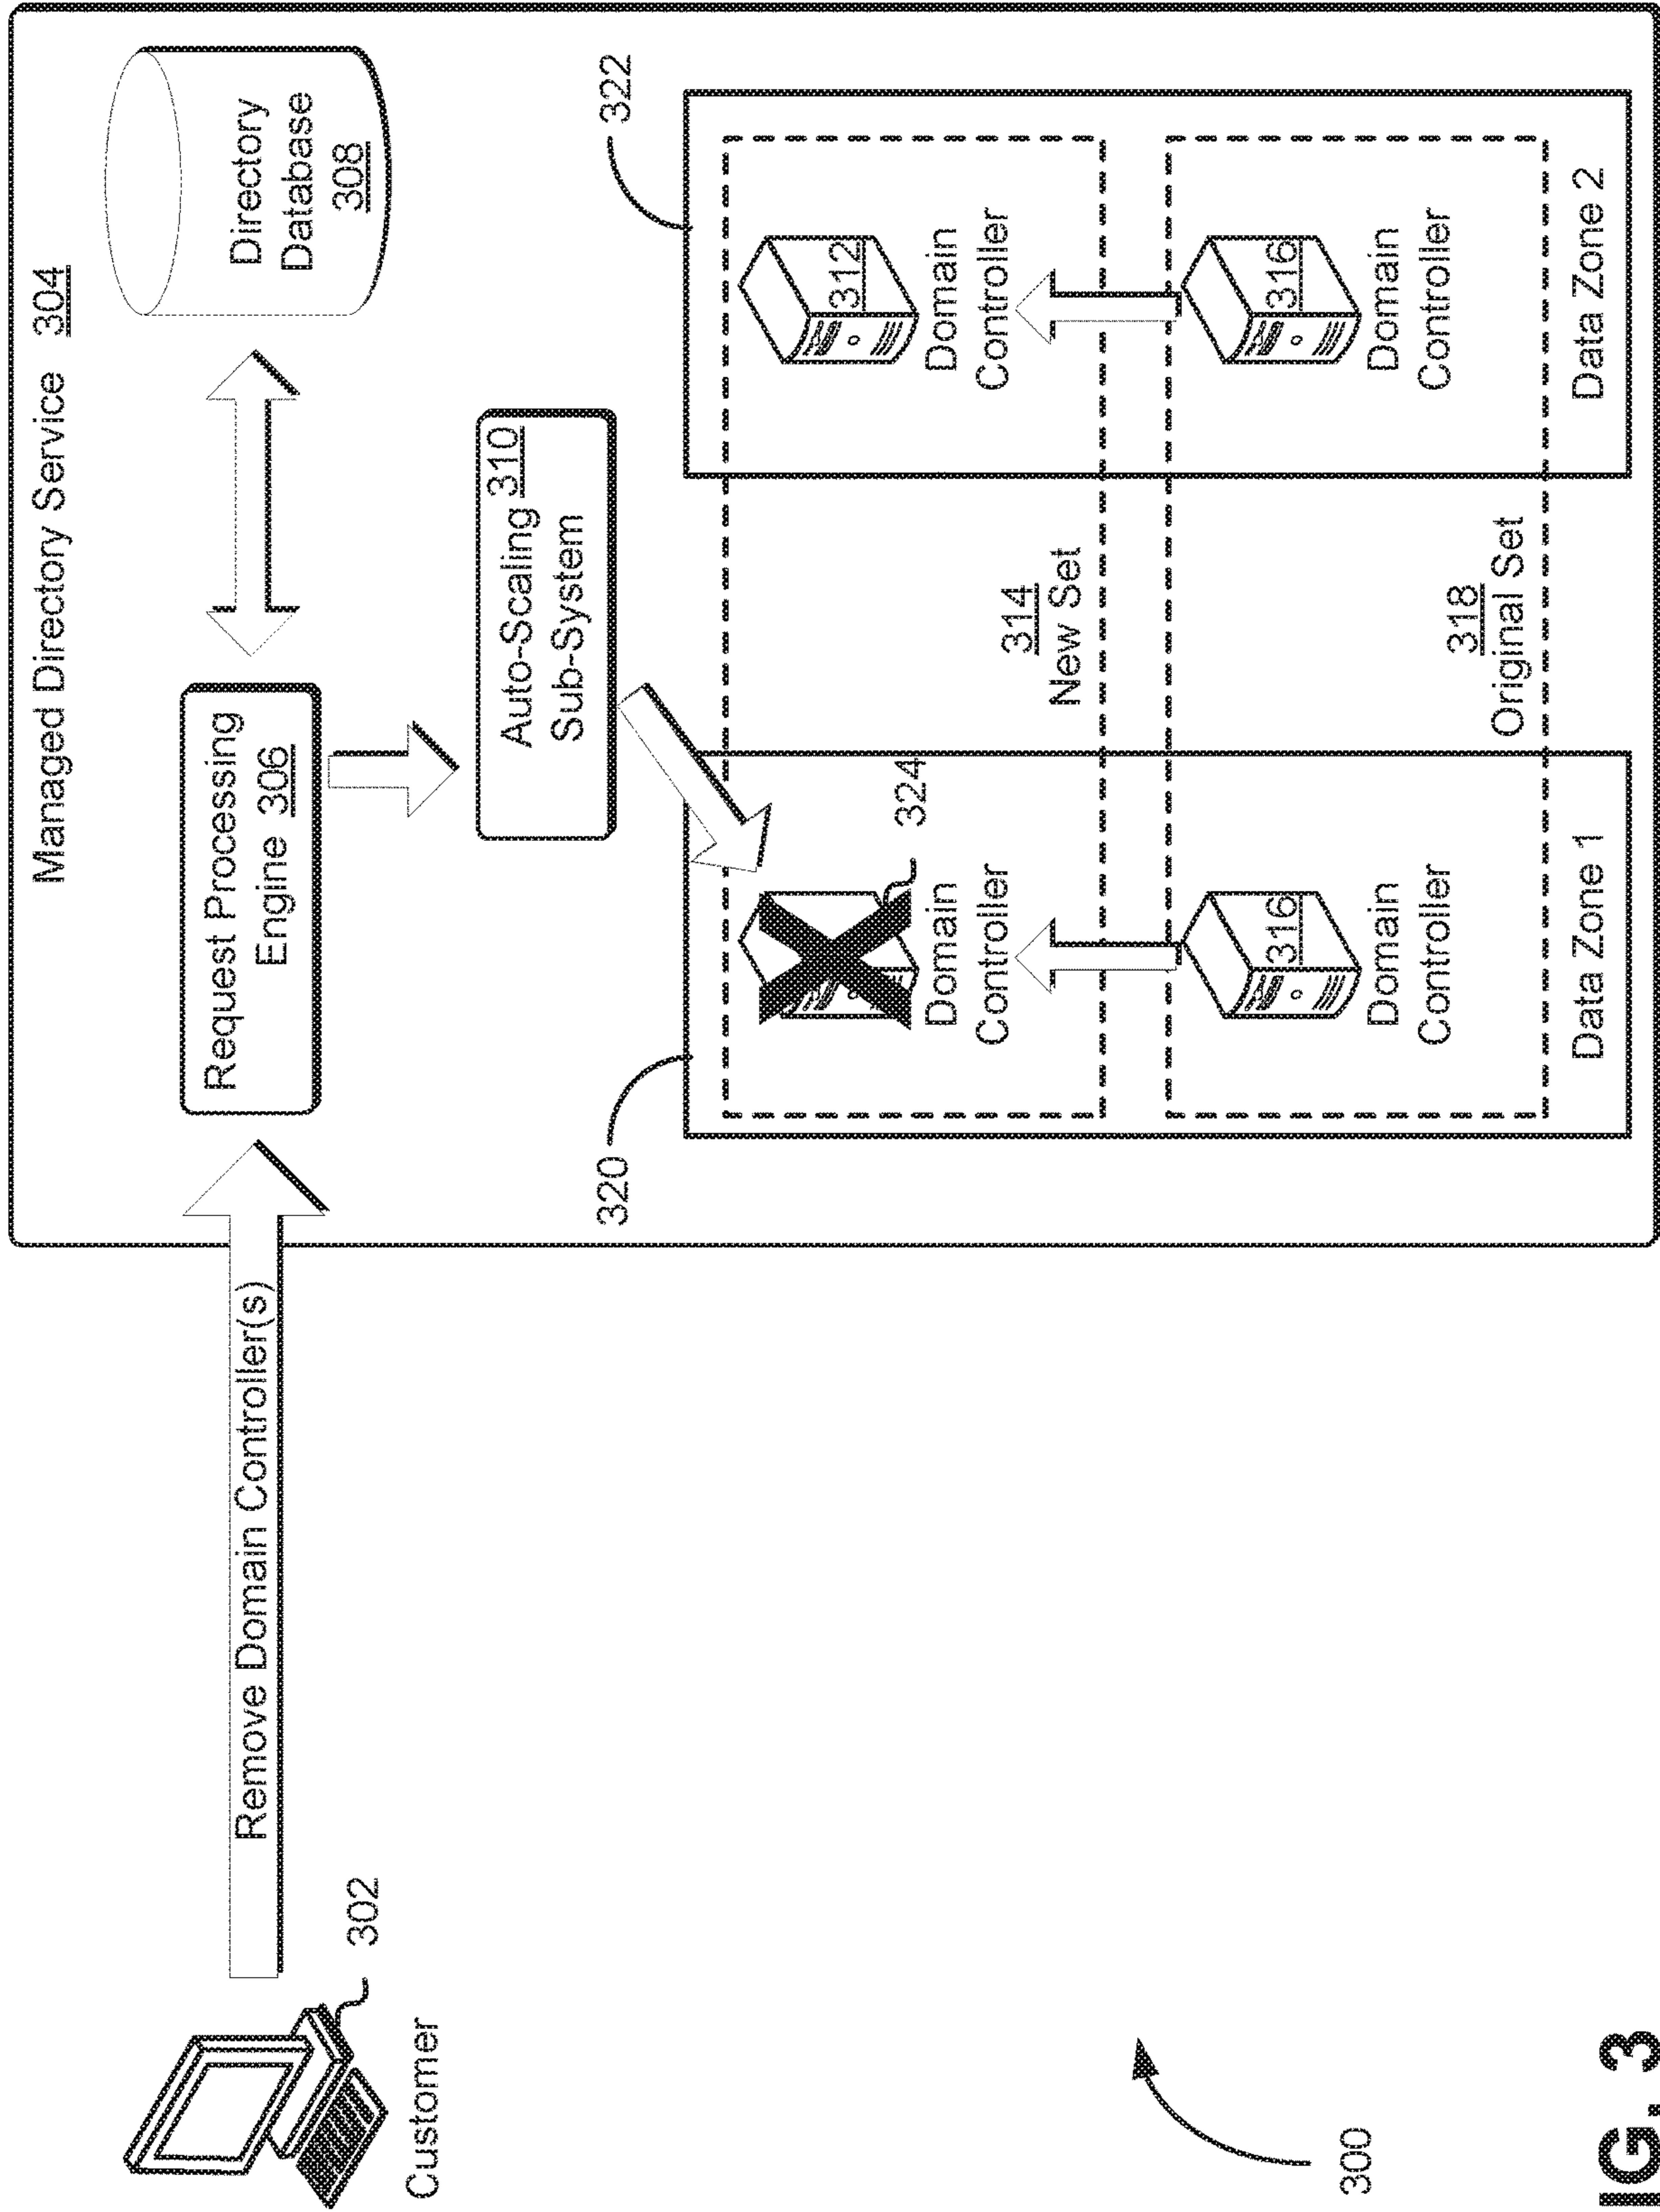 Managed Directory Service 304
Customer
302
Remove Domain Controller(s)
Request Processing
Engine 306
Directory
Database
308
Auto-Scaling 310
Sub-System
320
322
324
Domain
Controller
312
Domain
Controller
314
New Set
316
Domain
Controller
316
Domain
Controller
318
Original Set
Data Zone 1
Data Zone 2
300
IG. 3